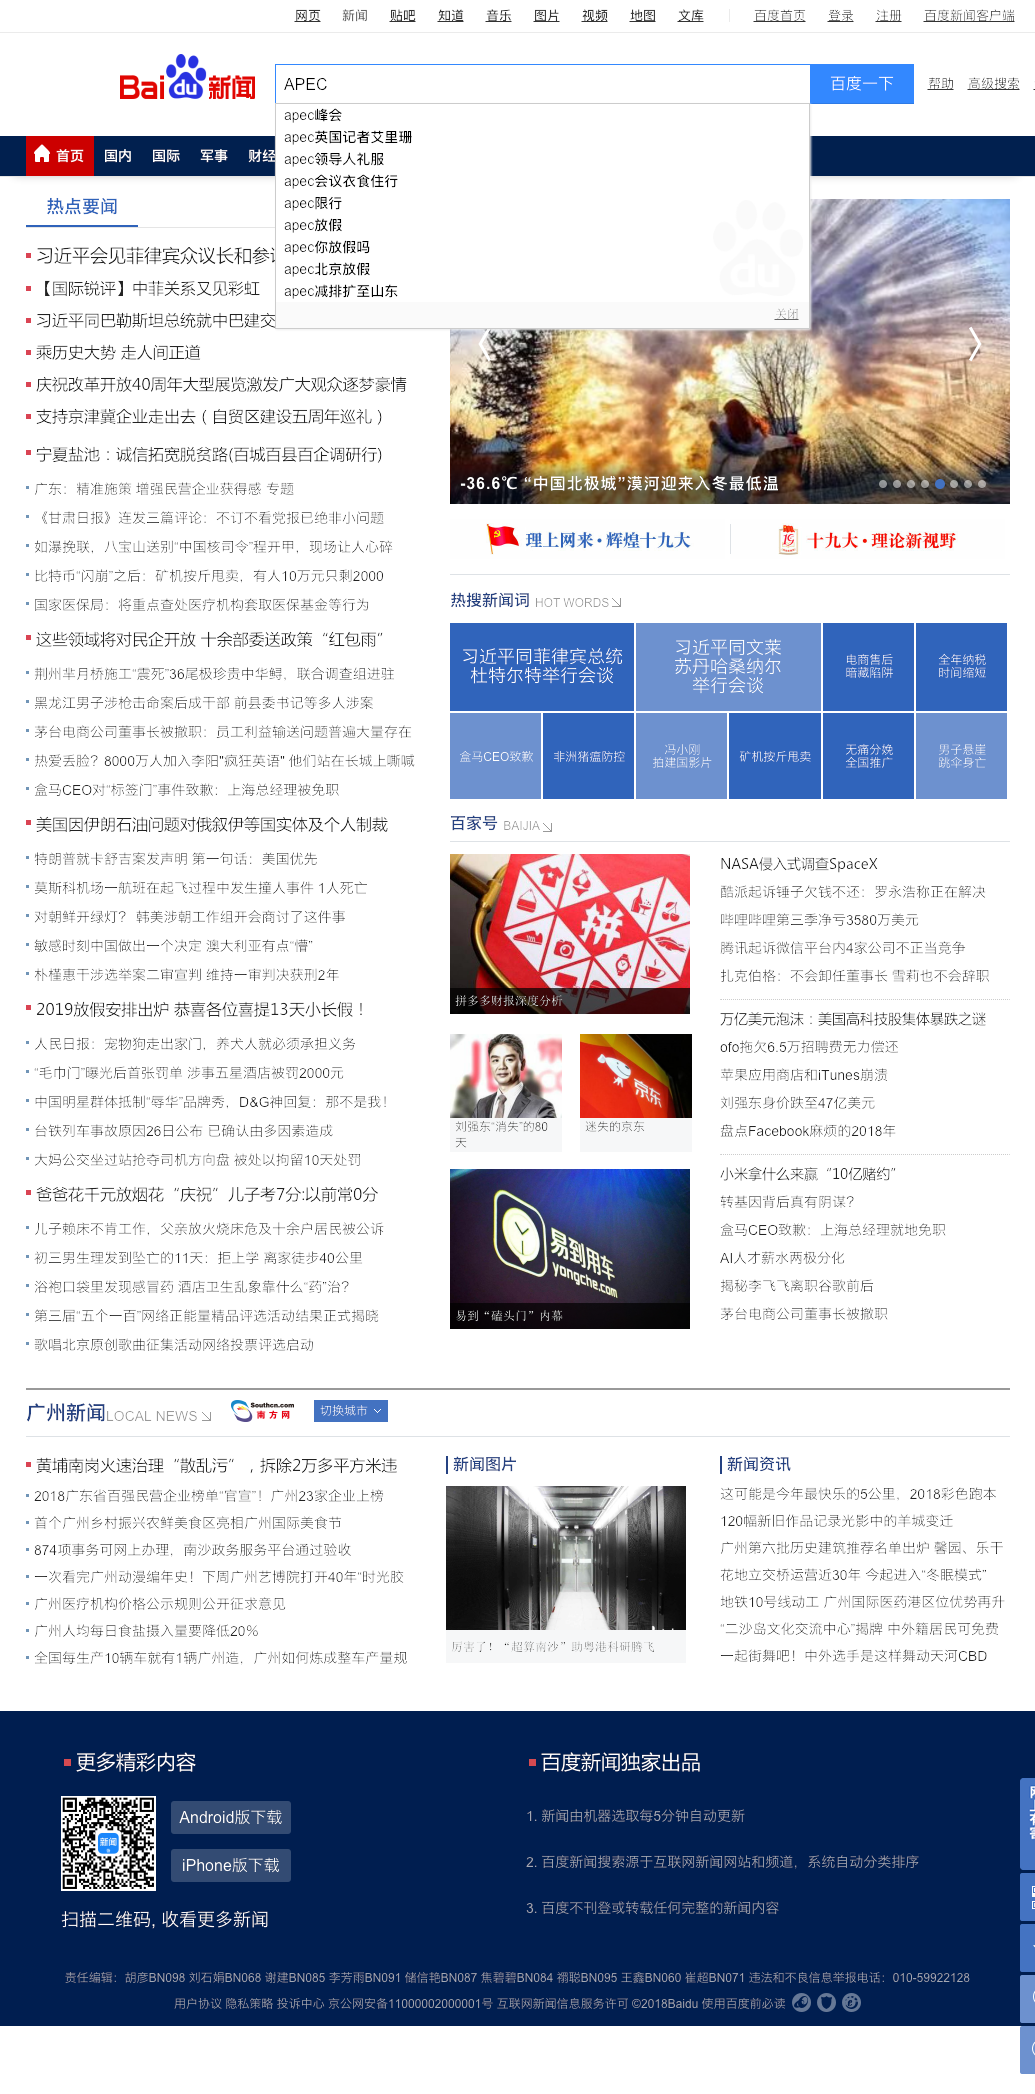 网页 新闻 贴吧 知道 音乐 图片 视频 地图 文库 百度首页 登录 注册 百度新闻客户端
Bai du 新闻
APEC 百度一下 帮助 高级搜索
apec峰会
apec英国记者艾里珊
apec领导人礼服
apec会议衣食住行
apec限行
apec放假
apec你放假吗
apec北京放假
apec减排扩至山东
关闭
首页 国内 国际 军事 财经
热点要闻
习近平会见菲律宾众议长和参
【国际锐评】中菲关系又见彩虹
习近平同巴勒斯坦总统就中巴建交
乘历史大势 走人间正道
庆祝改革开放40周年大型展览激发广大观众逐梦豪情
支持京津冀企业走出去（自贸区建设五周年巡礼）
宁夏盐池：诚信拓宽脱贫路(百城百县百企调研行)
广东：精准施策 增强民营企业获得感 专题
《甘肃日报》连发三篇评论：不订不看党报已绝非小问题
如瀑挽联，八宝山送别“中国核司令”程开甲，现场让人心碎
比特币“闪崩”之后：矿机按斤甩卖，有人10万元只剩2000
国家医保局：将重点查处医疗机构套取医保基金等行为
这些领域将对民企开放 十余部委送政策“红包雨”
荆州芈月桥施工“震死”36尾极珍贵中华鲟，联合调查组进驻
黑龙江男子涉枪击命案后成干部 前县委书记等多人涉案
茅台电商公司董事长被撤职：员工利益输送问题普遍大量存在
热爱丢脸？8000万人加入李阳"疯狂英语" 他们站在长城上嘶喊
盒马CEO对“标签门”事件致歉：上海总经理被免职
美国因伊朗石油问题对俄叙伊等国实体及个人制裁
特朗普就卡舒吉案发声明 第一句话：美国优先
莫斯科机场一航班在起飞过程中发生撞人事件 1人死亡
对朝鲜开绿灯？ 韩美涉朝工作组开会商讨了这件事
敏感时刻中国做出一个决定 澳大利亚有点“懵”
朴槿惠干涉选举案二审宣判 维持一审判决获刑2年
2019放假安排出炉 恭喜各位喜提13天小长假！
人民日报：宠物狗走出家门，养犬人就必须承担义务
“毛巾门”曝光后首张罚单 涉事五星酒店被罚2000元
中国明星群体抵制“辱华”品牌秀，D&G神回复：那不是我！
台铁列车事故原因26日公布 已确认由多因素造成
大妈公交坐过站抢夺司机方向盘 被处以拘留10天处罚
爸爸花千元放烟花“庆祝”儿子考7分:以前常0分
儿子赖床不肯工作，父亲放火烧床危及十余户居民被公诉
初三男生理发到坠亡的11天：拒上学 离家徒步40公里
浴袍口袋里发现感冒药 酒店卫生乱象靠什么“药”治？
第三届“五个一百”网络正能量精品评选活动结果正式揭晓
歌唱北京原创歌曲征集活动网络投票评选启动
-36.6℃ “中国北极城”漠河迎来入冬最低温
理上网来·辉煌十九大 十九大·理论新视野
热搜新闻词 HOT WORDS
习近平同菲律宾总统
杜特尔特举行会谈
习近平同文莱
苏丹哈桑纳尔
举行会谈
电商售后
暗藏陷阱
全年纳税
时间缩短
盒马CEO致歉
非洲猪瘟防控
冯小刚
拍建国影片
矿机按斤甩卖
无痛分娩
全国推广
男子悬崖
跳伞身亡
百家号 BAIJIA
拼
拼多多财报深度分析
刘强东“消失”的80
天
京东
迷失的京东
易到用车
yongche.com
易到“磕头门”内幕
NASA侵入式调查SpaceX
酷派起诉锤子欠钱不还：罗永浩称正在解决
哔哩哔哩第三季净亏3580万美元
腾讯起诉微信平台内4家公司不正当竞争
扎克伯格：不会卸任董事长 雪莉也不会辞职
万亿美元泡沫：美国高科技股集体暴跌之谜
ofo拖欠6.5万招聘费无力偿还
苹果应用商店和iTunes崩溃
刘强东身价跌至47亿美元
盘点Facebook麻烦的2018年
小米拿什么来赢“10亿赌约”
转基因背后真有阴谋？
盒马CEO致歉：上海总经理就地免职
AI人才薪水两极分化
揭秘李飞飞离职谷歌前后
茅台电商公司董事长被撤职
广州新闻 LOCAL NEWS Southcn.com 南方网 切换城市
黄埔南岗火速治理“散乱污”，拆除2万多平方米违
2018广东省百强民营企业榜单“官宣”！广州23家企业上榜
首个广州乡村振兴农鲜美食区亮相广州国际美食节
874项事务可网上办理，南沙政务服务平台通过验收
一次看完广州动漫编年史！下周广州艺博院打开40年“时光胶
广州医疗机构价格公示规则公开征求意见
广州人均每日食盐摄入量要降低20%
全国每生产10辆车就有1辆广州造，广州如何炼成整车产量规
新闻图片
厉害了！“超算南沙”助粤港科研腾飞
新闻资讯
这可能是今年最快乐的5公里，2018彩色跑本
120幅新旧作品记录光影中的羊城变迁
广州第六批历史建筑推荐名单出炉 馨园、乐干
花地立交桥运营近30年 今起进入“冬眠模式”
地铁10号线动工 广州国际医药港区位优势再升
“二沙岛文化交流中心”揭牌 中外籍居民可免费
一起街舞吧！中外选手是这样舞动天河CBD
更多精彩内容
新闻
Android版下载
iPhone版下载
扫描二维码, 收看更多新闻
百度新闻独家出品
1. 新闻由机器选取每5分钟自动更新
2. 百度新闻搜索源于互联网新闻网站和频道，系统自动分类排序
3. 百度不刊登或转载任何完整的新闻内容
责任编辑：胡彦BN098 刘石娟BN068 谢建BN085 李芳雨BN091 储信艳BN087 焦碧碧BN084 禤聪BN095 王鑫BN060 崔超BN071 违法和不良信息举报电话：010-59922128
用户协议 隐私策略 投诉中心 京公网安备11000002000001号 互联网新闻信息服务许可 ©2018Baidu 使用百度前必读